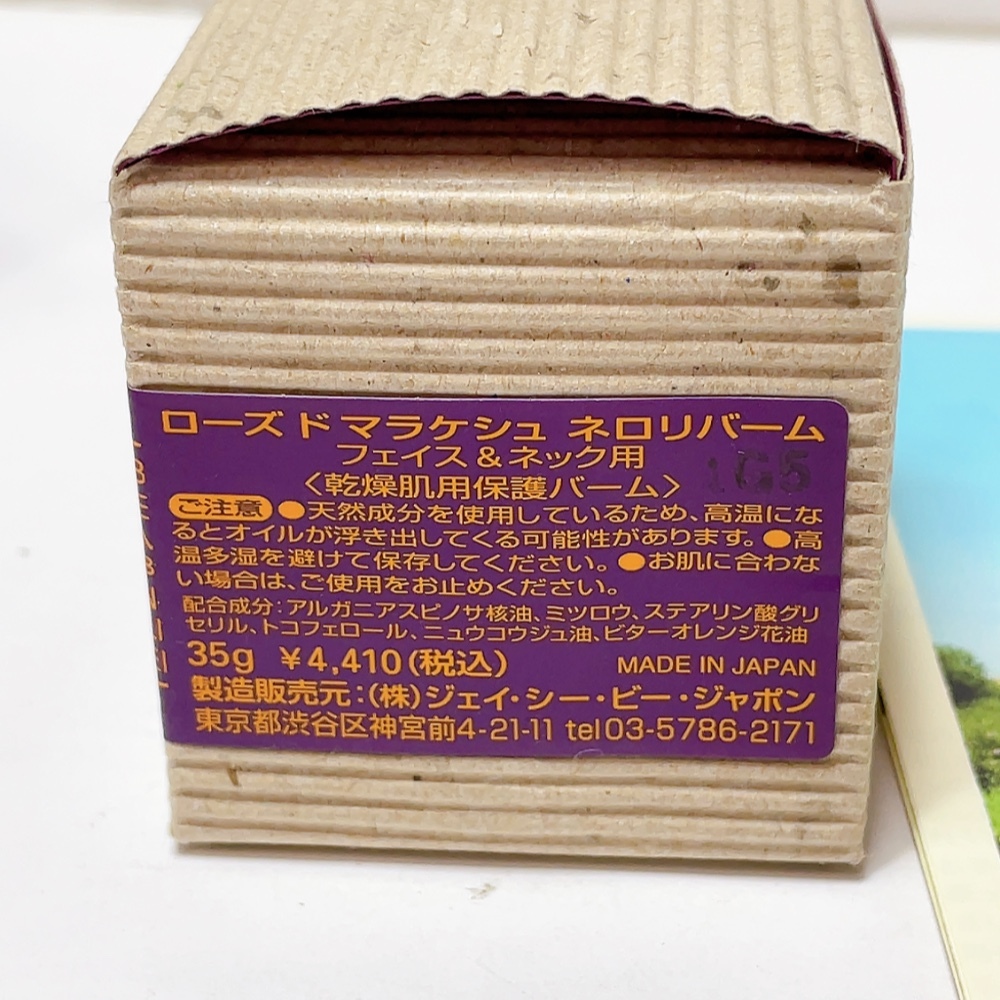 ローズ ド マラケシュ ネロリバーム
フェイス＆ネック用
〈乾燥肌用保護バーム〉
1G5
ご注意 ●天然成分を使用しているため、高温にな
るとオイルが浮き出してくる可能性があります。●高
温多湿を避けて保存してください。●お肌に合わな
い場合は、ご使用をお止めください。
配合成分:アルガニアスピノサ核油、ミツロウ、ステアリン酸グリ
セリル、トコフェロール、ニュウコウジュ油、ビターオレンジ花油
35g ￥4,410(税込) MADE IN JAPAN
製造販売元:(株)ジェイ・シー・ビー・ジャポン
東京都渋谷区神宮前4-21-11 tel03-5786-2171